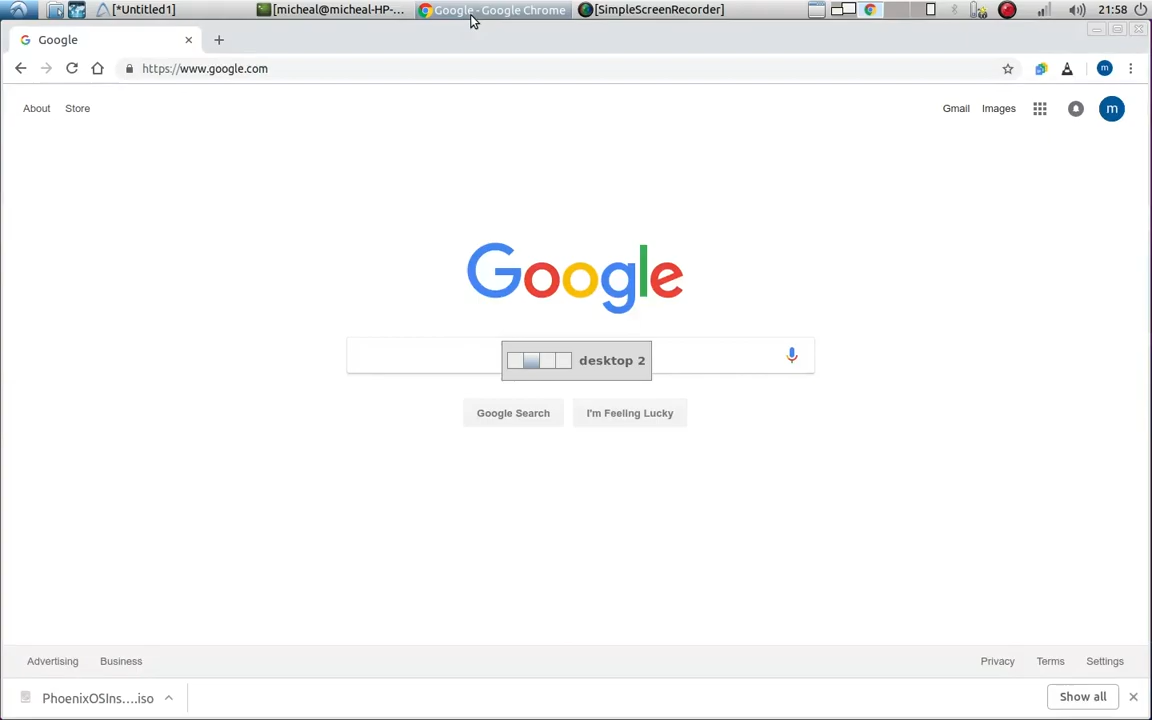 [*Untitled1]
[micheal@micheal-HP-...
Google - Google Chrome
[SimpleScreenRecorder]
21:58
Google
https://www.google.com
m
About
Store
Gmail
Images
m
Google
desktop 2
Google Search
I'm Feeling Lucky
Advertising
Business
Privacy
Terms
Settings
PhoenixOSIns....iso
Show all